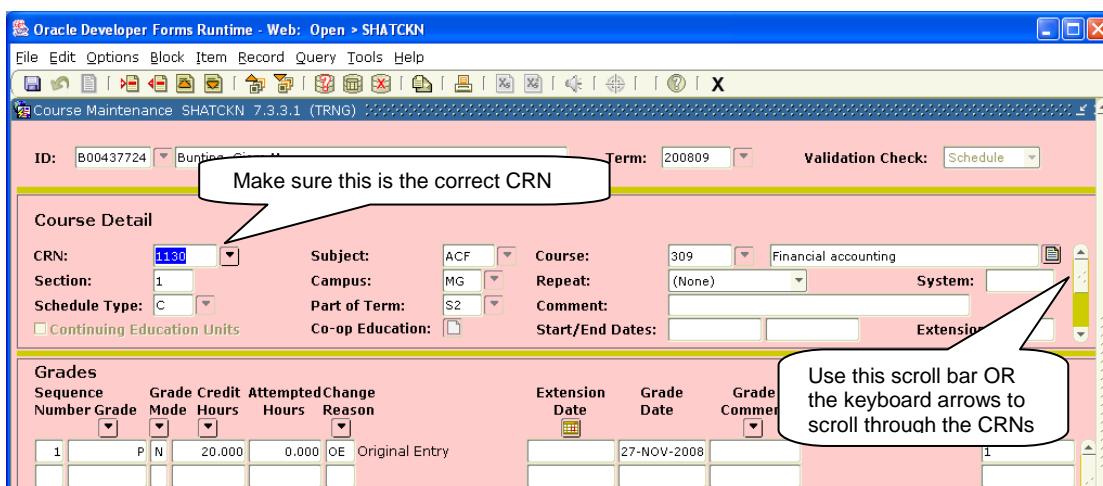 Oracle Developer Forms Runtime - Web: Open > SHATCKN
File Edit Options Block Item Record Query Tools Help
X
Course Maintenance SHATCKN 7.3.3.1 (TRNG)
ID: B00437724 Term: 200809 Validation Check: Schedule
Make sure this is the correct CRN
Course Detail
CRN: 1130 Subject: ACF Course: 309 Financial accounting
Section: 1 Campus: MG Repeat: (None) System:
Schedule Type: C Part of Term: S2 Comment:
Continuing Education Units Co-op Education: Start/End Dates: Extension
Use this scroll bar OR
the keyboard arrows to
scroll through the CRNs
Grades
Sequence Grade Credit Attempted Change Extension Grade Grade
Number Grade Mode Hours Hours Reason Date Date
1 P N 20.000 0.000 OE Original Entry 27-NOV-2008 1